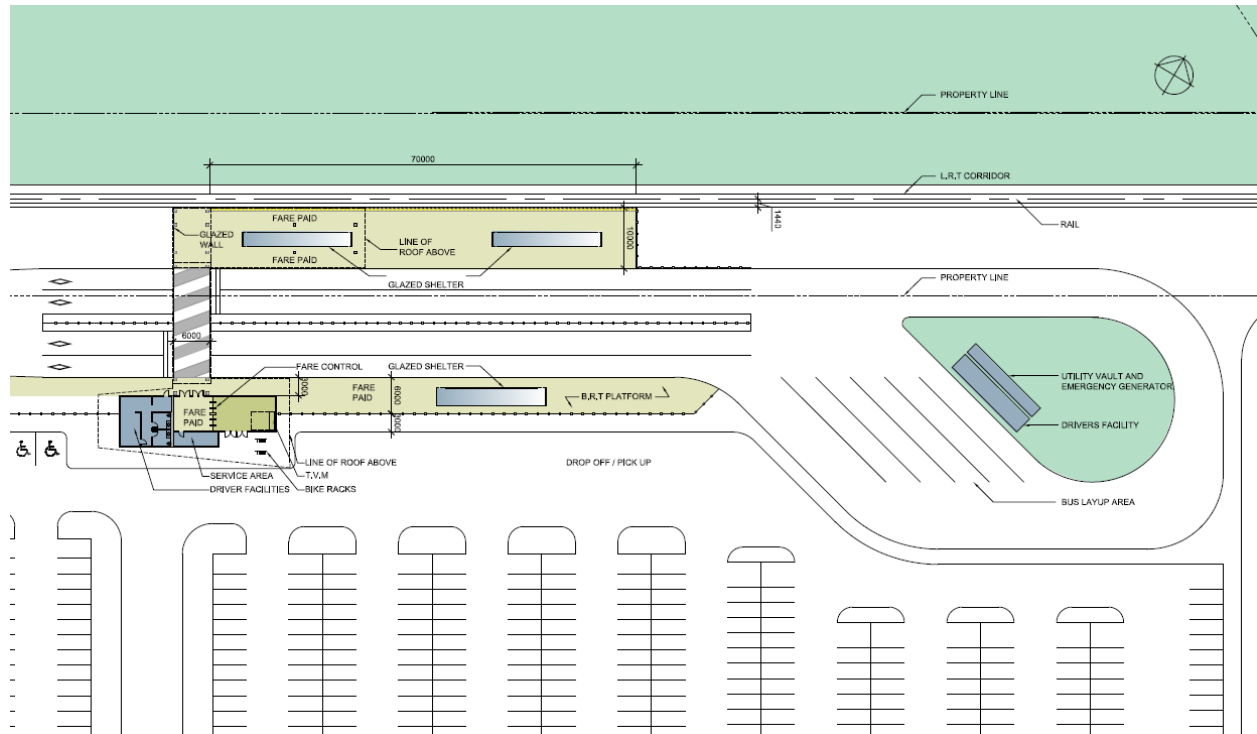 PROPERTY LINE
70000
L.R.T CORRIDOR
1440
RAIL
FARE PAID
GLAZED
WALL
LINE OF
ROOF ABOVE
10000
FARE PAID
GLAZED SHELTER
PROPERTY LINE
6000
FARE CONTROL
GLAZED SHELTER
3000
FARE
PAID
6000
B.R.T PLATFORM
UTILITY VAULT AND
EMERGENCY GENERATOR
FARE
PAID
3000
DRIVERS FACILITY
LINE OF ROOF ABOVE
DROP OFF / PICK UP
SERVICE AREA
T.V.M
DRIVER FACILITIES
BIKE RACKS
BUS LAYUP AREA